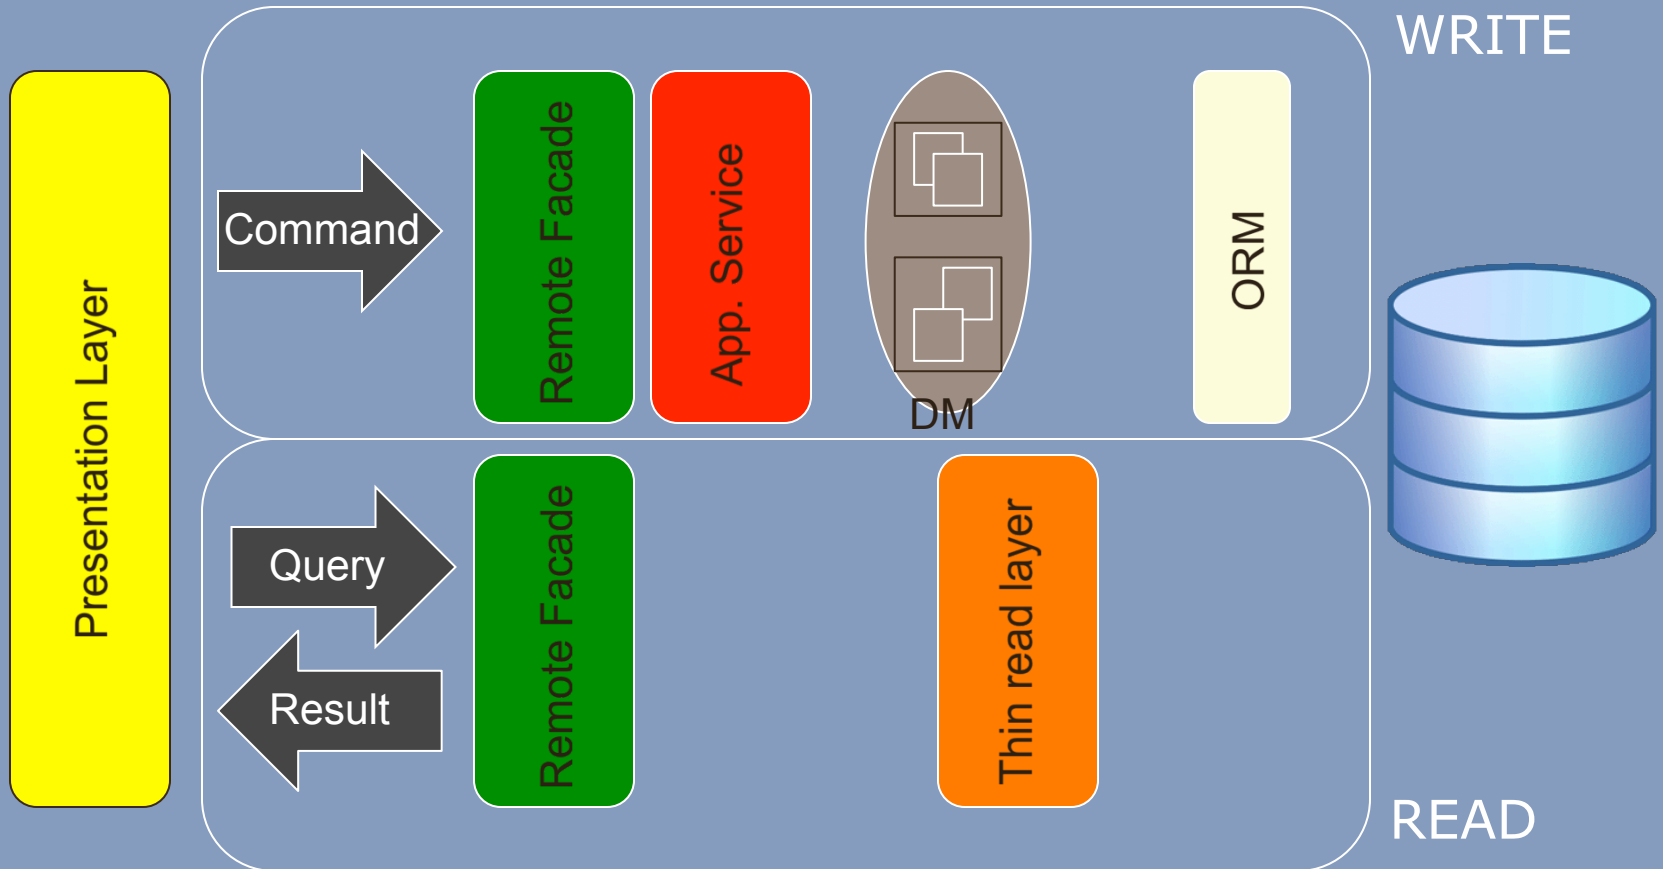 WRITE
Presentation Layer
Command
Remote Facade
App. Service
DM
ORM
Query
Result
Remote Facade
Thin read layer
READ